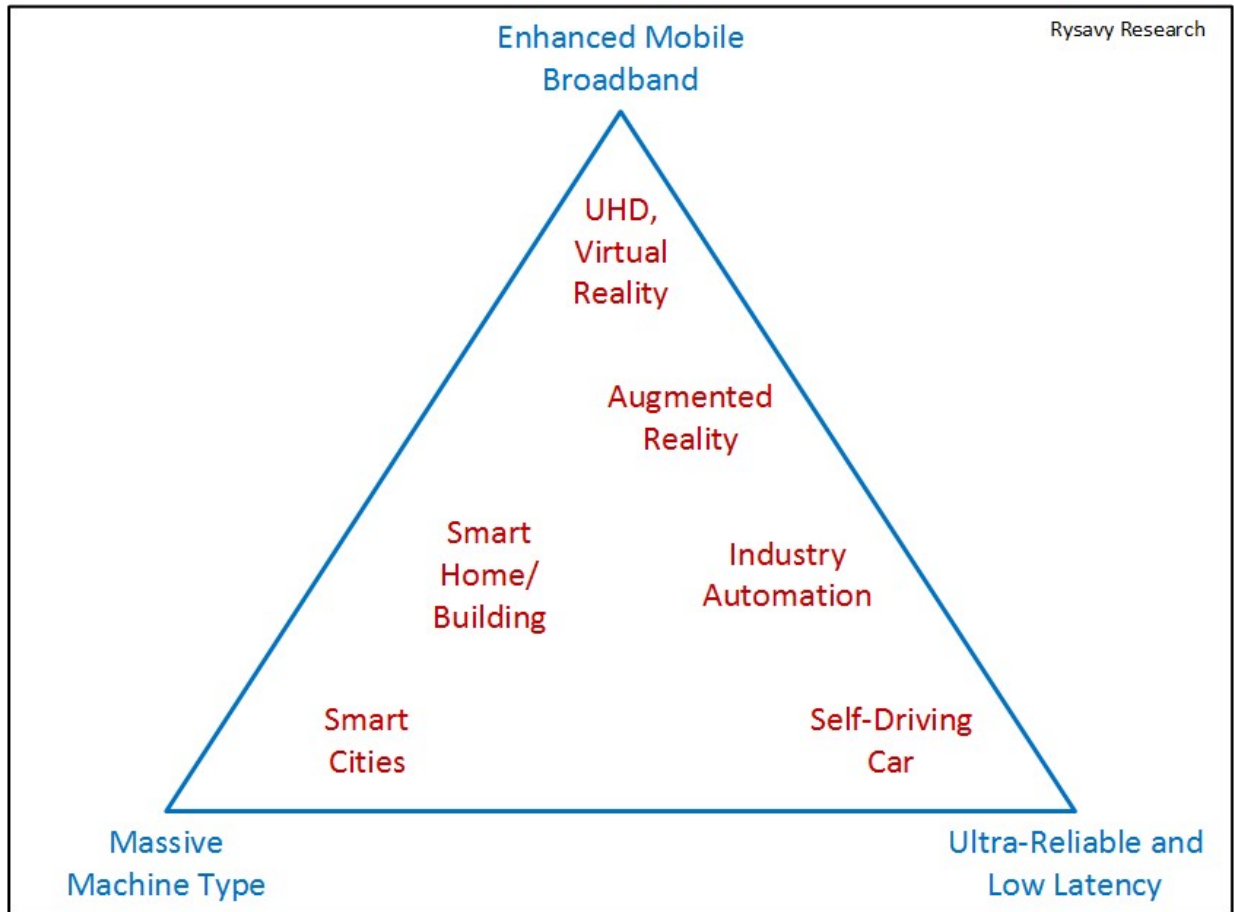 Rysavy Research
Enhanced Mobile
Broadband
UHD,
Virtual
Reality
Augmented
Reality
Smart
Home/
Building
Industry
Automation
Smart
Cities
Self-Driving
Car
Massive
Machine Type
Ultra-Reliable and
Low Latency